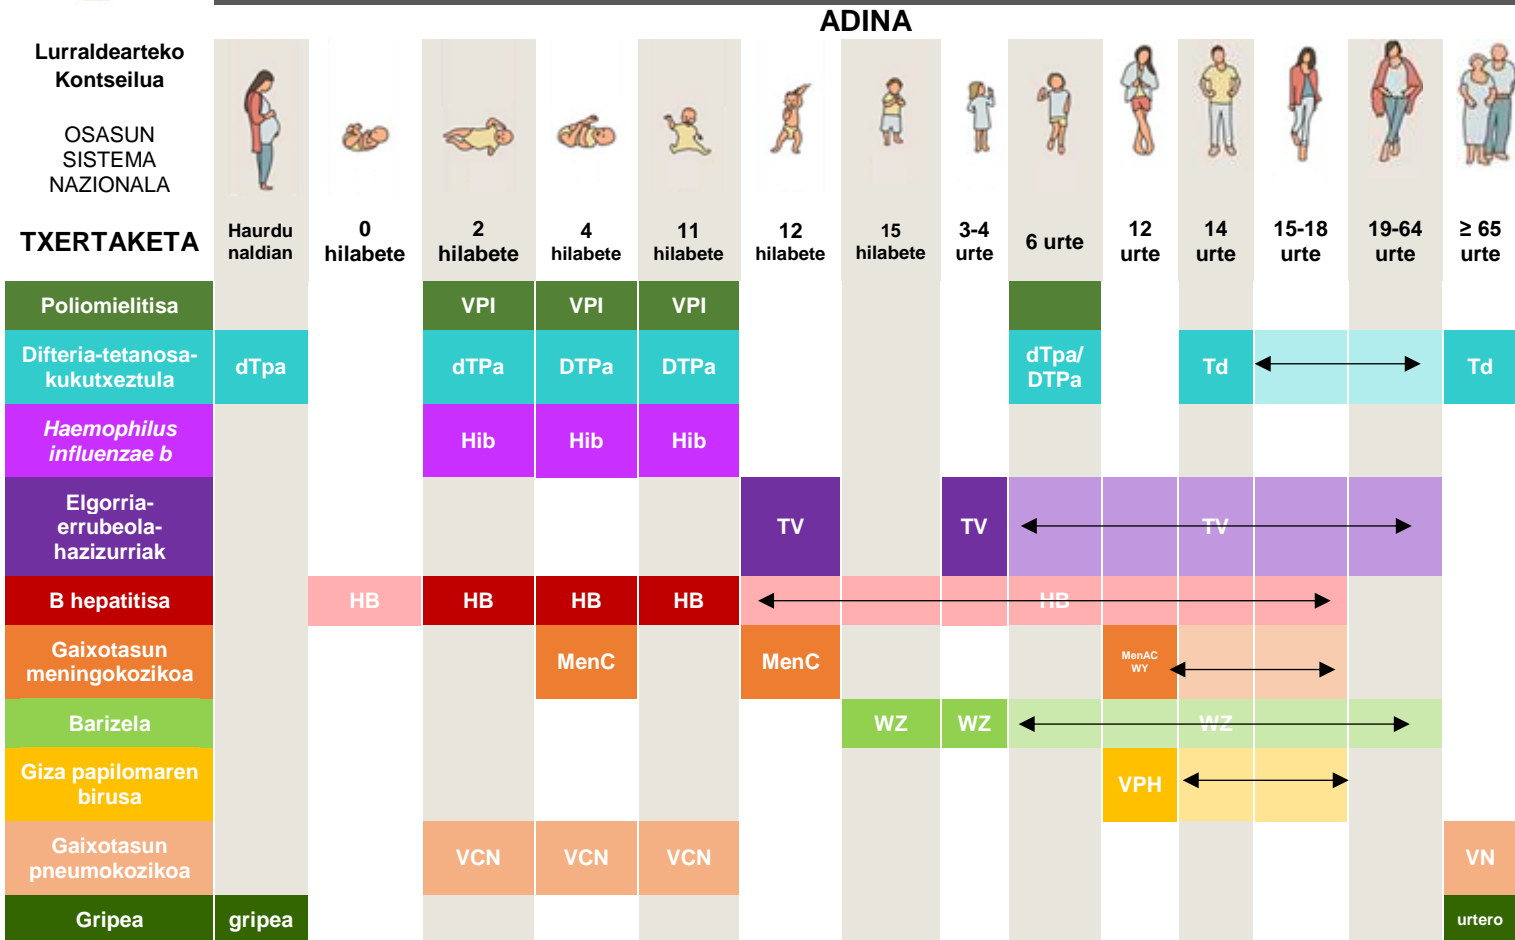 ADINA
Lurraldearteko
Kontseilua
OSASUN
SISTEMA
NAZIONALA
TXERTAKETA
Haurdu
naldian
0
hilabete
2
hilabete
4
hilabete
11
hilabete
12
hilabete
15
hilabete
3-4
urte
6 urte
12
urte
14
urte
15-18
urte
19-64
urte
≥ 65
urte
Poliomielitisa
VPI
VPI
VPI
Difteria-tetanosa-
kukutxeztula
dTpa
dTPa
DTPa
DTPa
dTpa/
DTPa
Td
Td
Haemophilus
influenzae b
Hib
Hib
Hib
Elgorria-
errubeola-
hazizurriak
TV
TV
TV
B hepatitisa
HB
HB
HB
HB
HB
Gaixotasun
meningokozikoa
MenC
MenC
MenAC
WY
Barizela
WZ
WZ
WZ
Giza papilomaren
birusa
VPH
Gaixotasun
pneumokozikoa
VCN
VCN
VCN
VN
Gripea
gripea
urtero